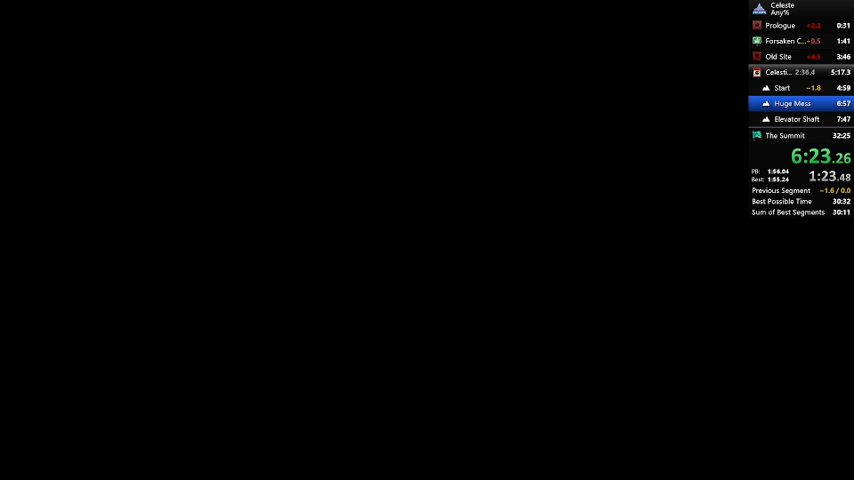 Celeste
Any%
Prologue +2.2 0:31
Forsaken C... +0.5 1:41
Old Site +4.5 3:46
Celesti... 2:36.4 5:17.3
Start −1.8 4:59
Huge Mess 6:57
Elevator Shaft 7:47
The Summit 32:25
6:23.26
PB: 1:56.04
Best: 1:55.24
1:23.48
Previous Segment −1.6 / 0.0
Best Possible Time 30:32
Sum of Best Segments 30:11